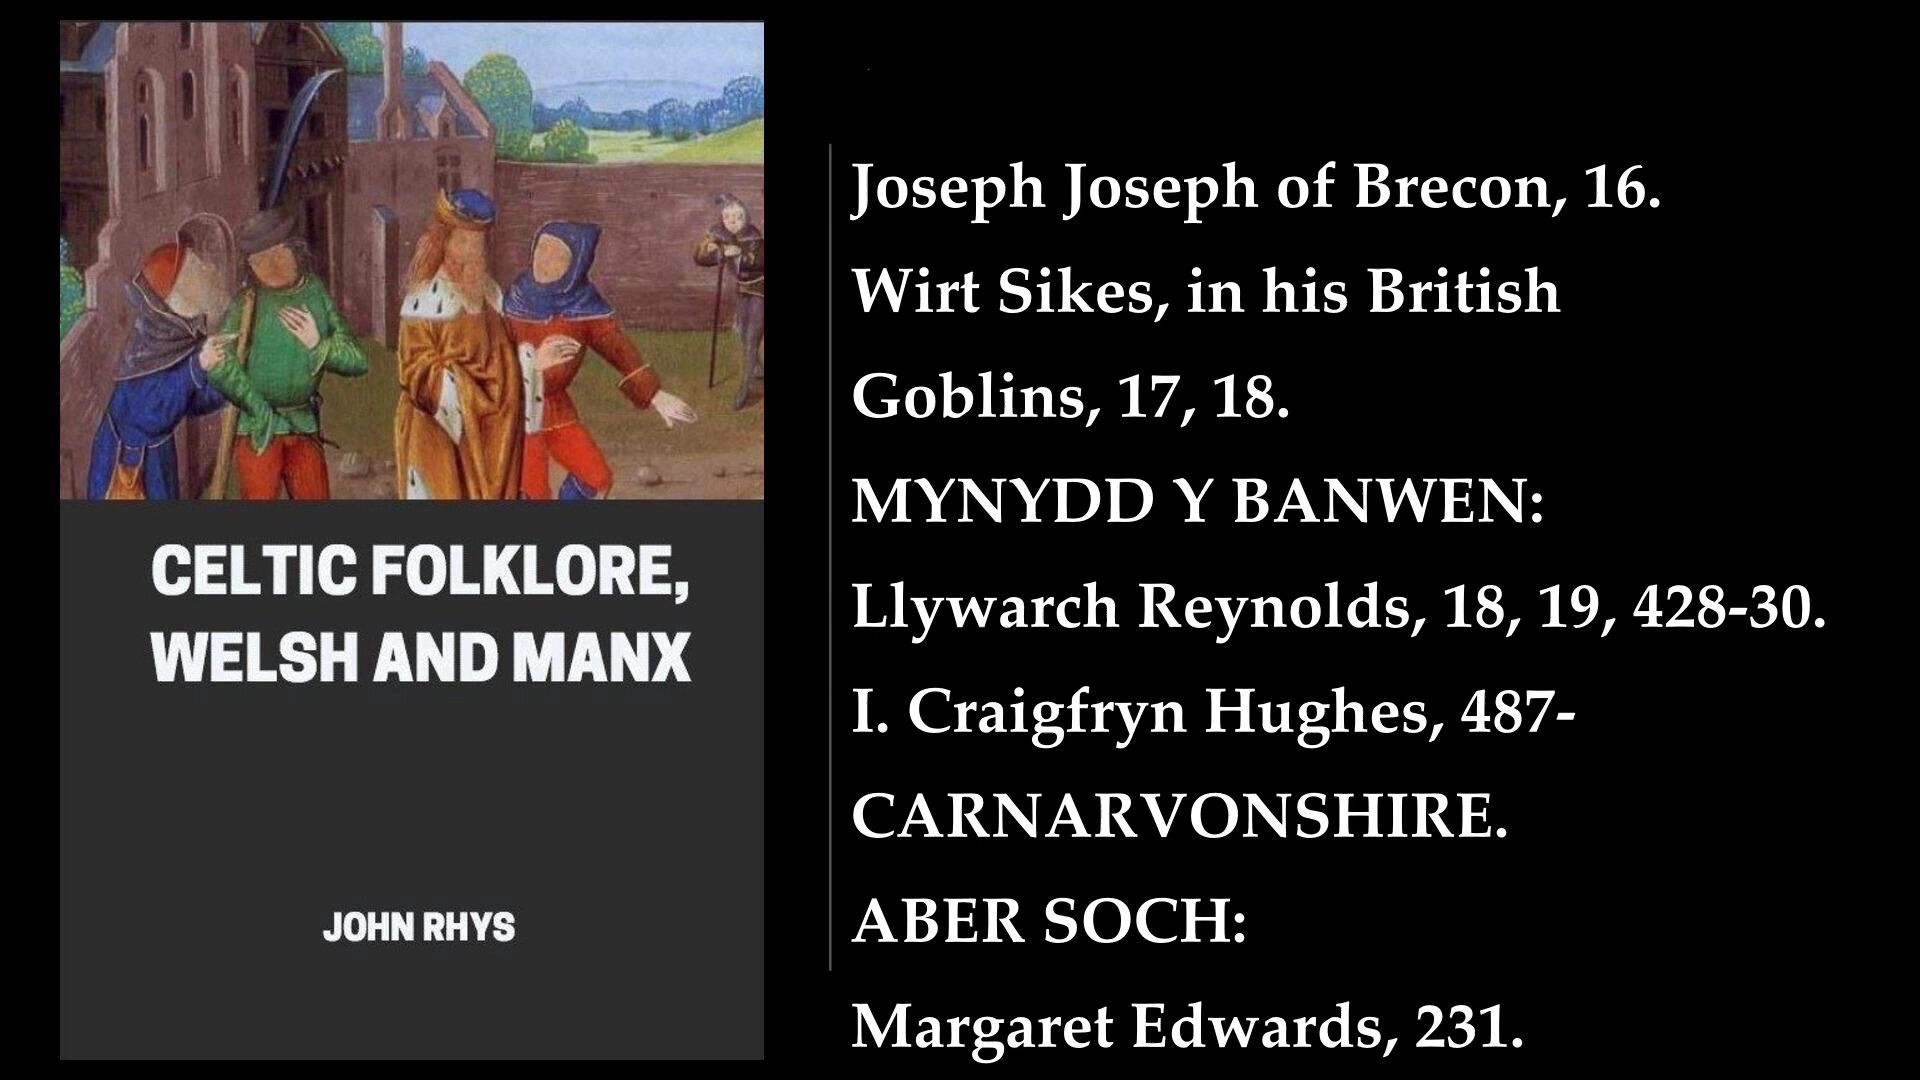 CELTIC FOLKLORE,
WELSH AND MANX
JOHN RHYS
Joseph Joseph of Brecon, 16.
Wirt Sikes, in his British
Goblins, 17, 18.
MYNYDD Y BANWEN:
Llywarch Reynolds, 18, 19, 428-30.
I. Craigfryn Hughes, 487-
CARNARVONSHIRE.
ABER SOCH:
Margaret Edwards, 231.